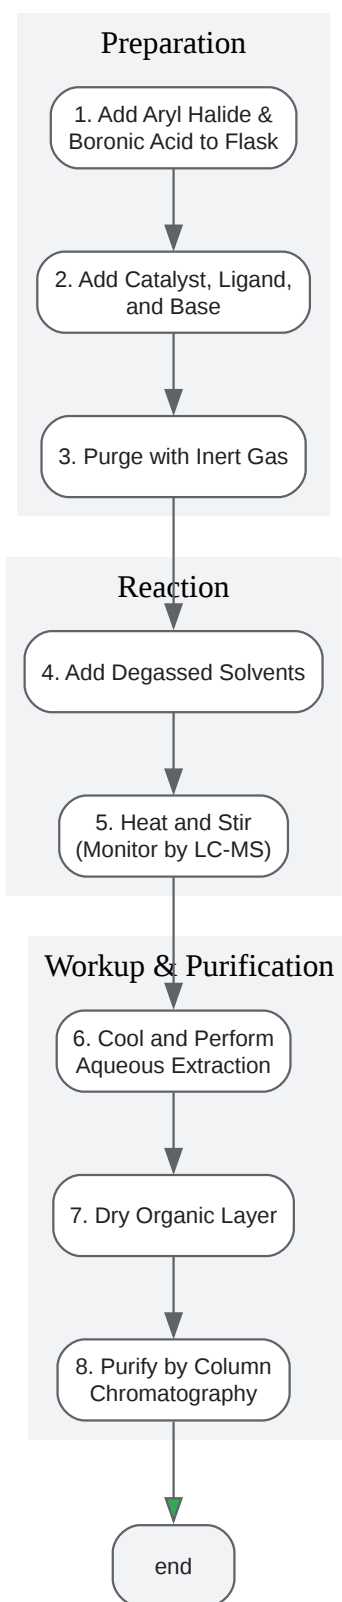 Preparation
1. Add Aryl Halide &
Boronic Acid to Flask
2. Add Catalyst, Ligand,
and Base
3. Purge with Inert Gas
Reaction
4. Add Degassed Solvents
5. Heat and Stir
(Monitor by LC-MS)
Workup & Purification
6. Cool and Perform
Aqueous Extraction
7. Dry Organic Layer
8. Purify by Column
Chromatography
end